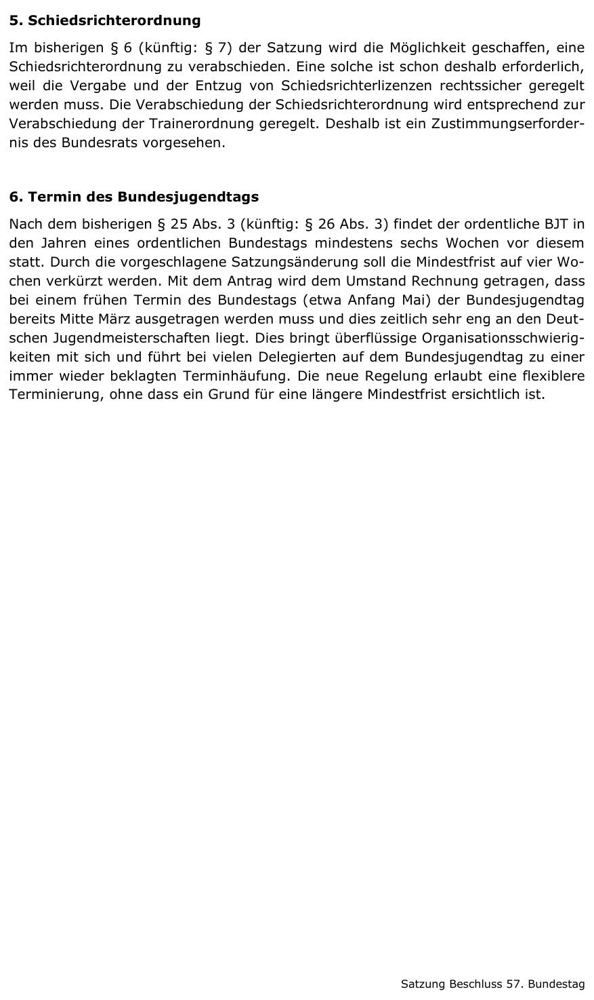 5. Schiedsrichterordnung
Im bisherigen § 6 (künftig: § 7) der Satzung wird die Möglichkeit geschaffen, eine
Schiedsrichterordnung zu verabschieden. Eine solche ist schon deshalb erforderlich,
weil die Vergabe und der Entzug von Schiedsrichterlizenzen rechtssicher geregelt
werden muss. Die Verabschiedung der Schiedsrichterordnung wird entsprechend zur
Verabschiedung der Trainerordnung geregelt. Deshalb ist ein Zustimmungserforder-
nis des Bundesrats vorgesehen.
6. Termin des Bundesjugendtags
Nach dem bisherigen § 25 Abs. 3 (künftig: § 26 Abs. 3) findet der ordentliche BJT in
den Jahren eines ordentlichen Bundestags mindestens sechs Wochen vor diesem
statt. Durch die vorgeschlagene Satzungsänderung soll die Mindestfrist auf vier Wo-
chen verkürzt werden. Mit dem Antrag wird dem Umstand Rechnung getragen, dass
bei einem frühen Termin des Bundestags (etwa Anfang Mai) der Bundesjugendtag
bereits Mitte März ausgetragen werden muss und dies zeitlich sehr eng an den Deut-
schen Jugendmeisterschaften liegt. Dies bringt überflüssige Organisationsschwierig-
keiten mit sich und führt bei vielen Delegierten auf dem Bundesjugendtag zu einer
immer wieder beklagten Terminhäufung. Die neue Regelung erlaubt eine flexiblere
Terminierung, ohne dass ein Grund für eine längere Mindestfrist ersichtlich ist.
Satzung Beschluss 57. Bundestag